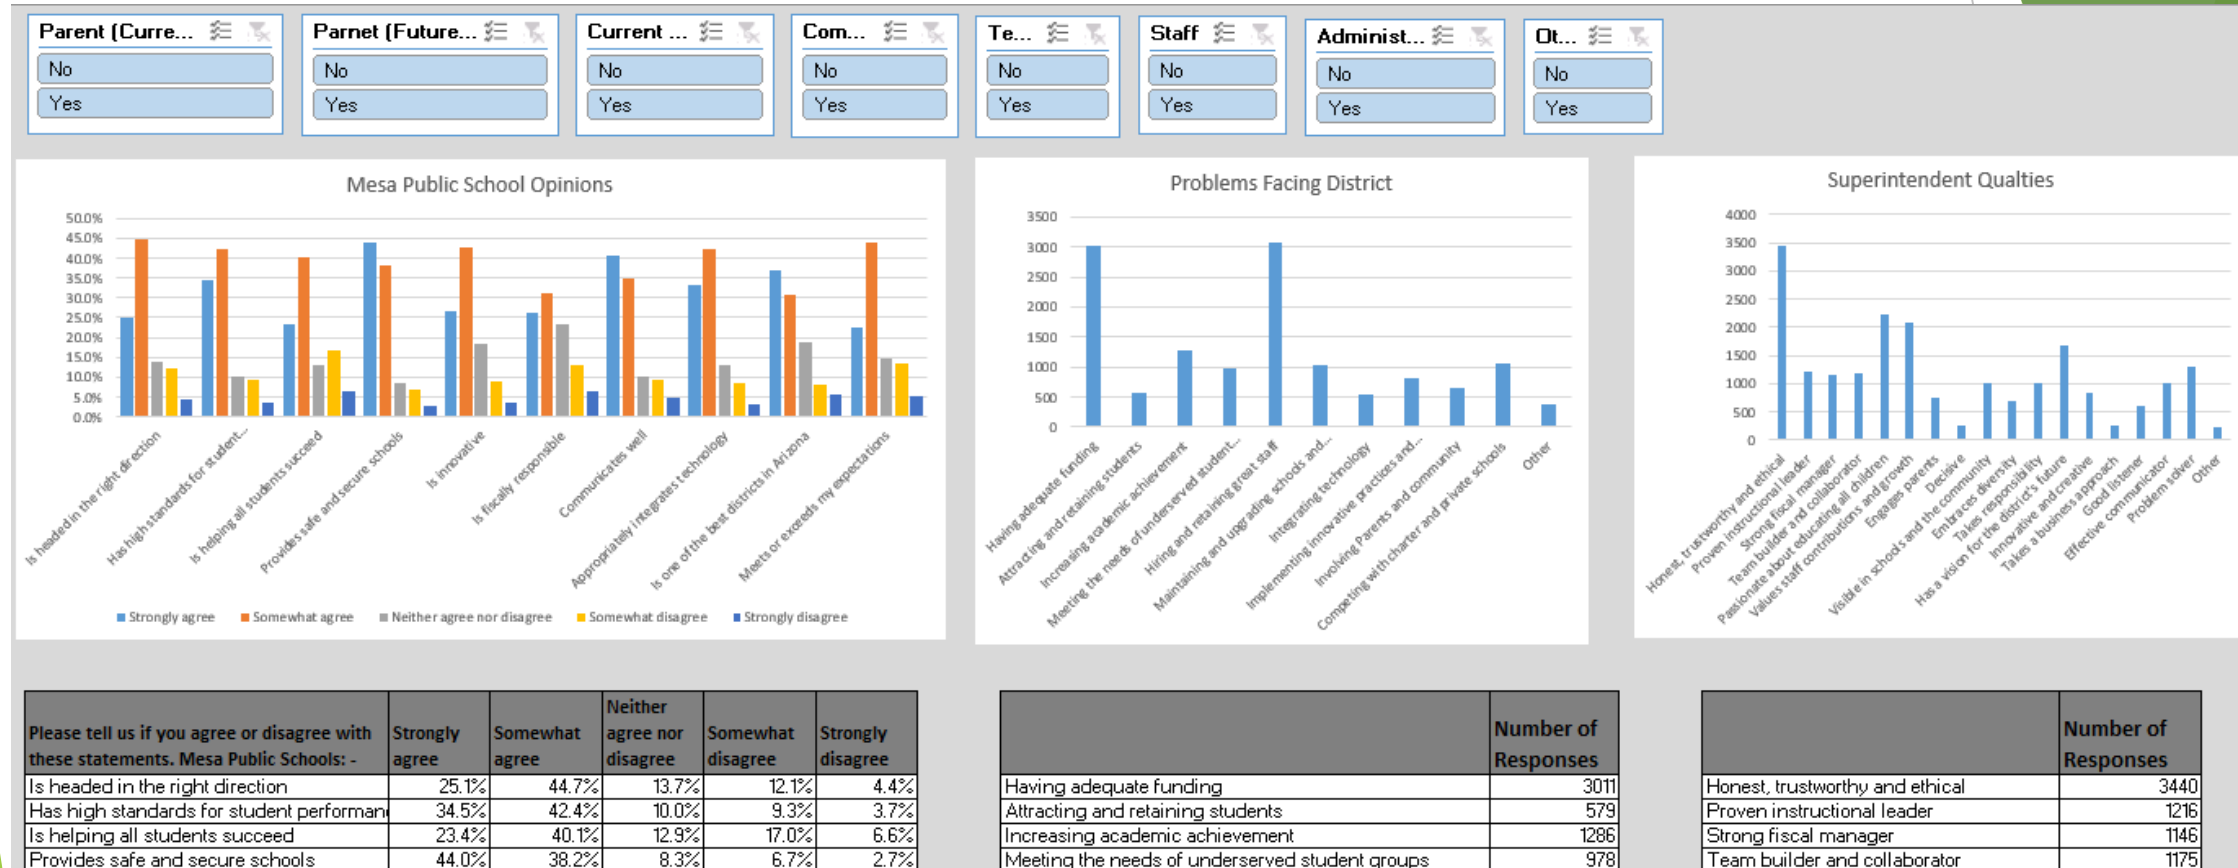 Parent (Curre...
No
Yes
Parnet (Future...
No
Yes
Current ...
No
Yes
Com...
No
Yes
Te...
No
Yes
Staff
No
Yes
Administ...
No
Yes
Ot...
No
Yes
Mesa Public School Opinions
50.0%
45.0%
40.0%
35.0%
30.0%
25.0%
20.0%
15.0%
10.0%
5.0%
0.0%
Is headed in the right direction
Has high standards for student...
Is helping all students succeed
Provides safe and secure schools
Is innovative
Is fiscally responsible
Communicates well
Appropriately integrates technology
Is one of the best districts in Arizona
Meets or exceeds my expectations
Strongly agree Somewhat agree Neither agree nor disagree Somewhat disagree Strongly disagree
Problems Facing District
3500
3000
2500
2000
1500
1000
500
0
Having adequate funding
Attracting and retaining students
Increasing academic achievement
Meeting the needs of underserved student...
Hiring and retaining great staff
Maintaining and upgrading schools and...
Integrating technology
Implementing innovative practices and...
Involving Parents and community
Competing with charter and private schools
Other
Superintendent Qualties
4000
3500
3000
2500
2000
1500
1000
500
0
Honest, trustworthy and ethical
Proven instructional leader
Strong fiscal manager
Team builder and collaborator
Passionate about educating all children
Values staff contributions and growth
Engages parents
Decisive
Visible in schools and the community
Embraces diversity
Takes responsibility
Has a vision for the district's future
Innovative and creative
Takes a business approach
Good listener
Effective communicator
Problem solver
Other
Please tell us if you agree or disagree with these statements. Mesa Public Schools: - Strongly agree Somewhat agree Neither agree nor disagree Somewhat disagree Strongly disagree
Is headed in the right direction 25.1% 44.7% 13.7% 12.1% 4.4%
Has high standards for student performan 34.5% 42.4% 10.0% 9.3% 3.7%
Is helping all students succeed 23.4% 40.1% 12.9% 17.0% 6.6%
Provides safe and secure schools 44.0% 38.2% 8.3% 6.7% 2.7%
Number of Responses
Having adequate funding 3011
Attracting and retaining students 579
Increasing academic achievement 1286
Meeting the needs of underserved student groups 978
Number of Responses
Honest, trustworthy and ethical 3440
Proven instructional leader 1216
Strong fiscal manager 1146
Team builder and collaborator 1175